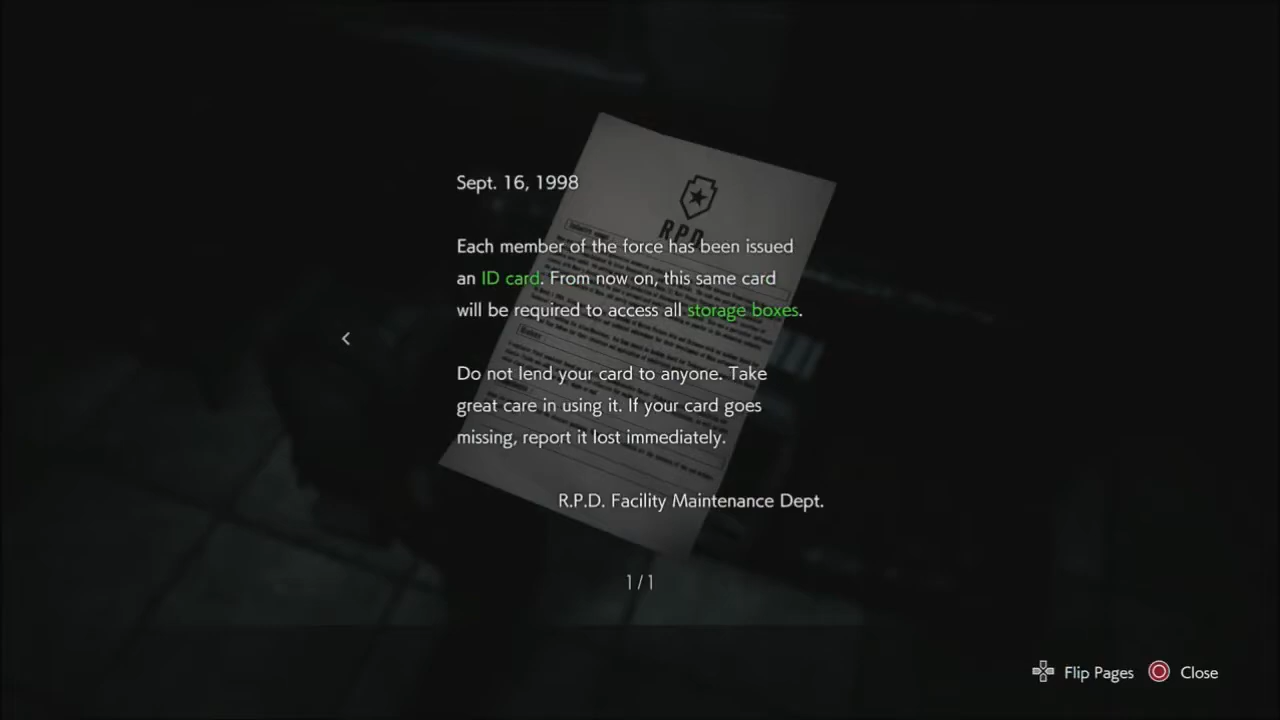 Sept. 16, 1998
R.P.D.
Each member of the force has been issued
an ID card. From now on, this same card
will be required to access all storage boxes.
Do not lend your card to anyone. Take
great care in using it. If your card goes
missing, report it lost immediately.
R.P.D. Facility Maintenance Dept.
1/1
Flip Pages
Close